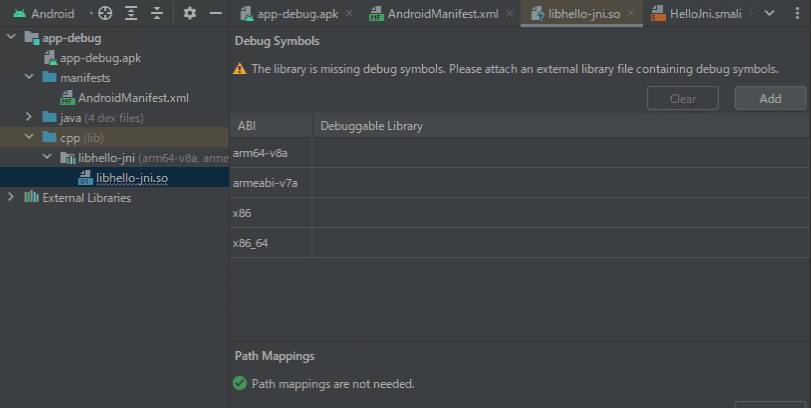 Android
app-debug
app-debug.apk
manifests
AndroidManifest.xml
java (4 dex files)
cpp (lib)
libhello-jni (arm64-v8a, arme
libhello-jni.so
External Libraries
app-debug.apk
AndroidManifest.xml
libhello-jni.so
HelloJni.smali
Debug Symbols
The library is missing debug symbols. Please attach an external library file containing debug symbols.
Clear
Add
ABI
Debuggable Library
arm64-v8a
armeabi-v7a
x86
x86_64
Path Mappings
Path mappings are not needed.